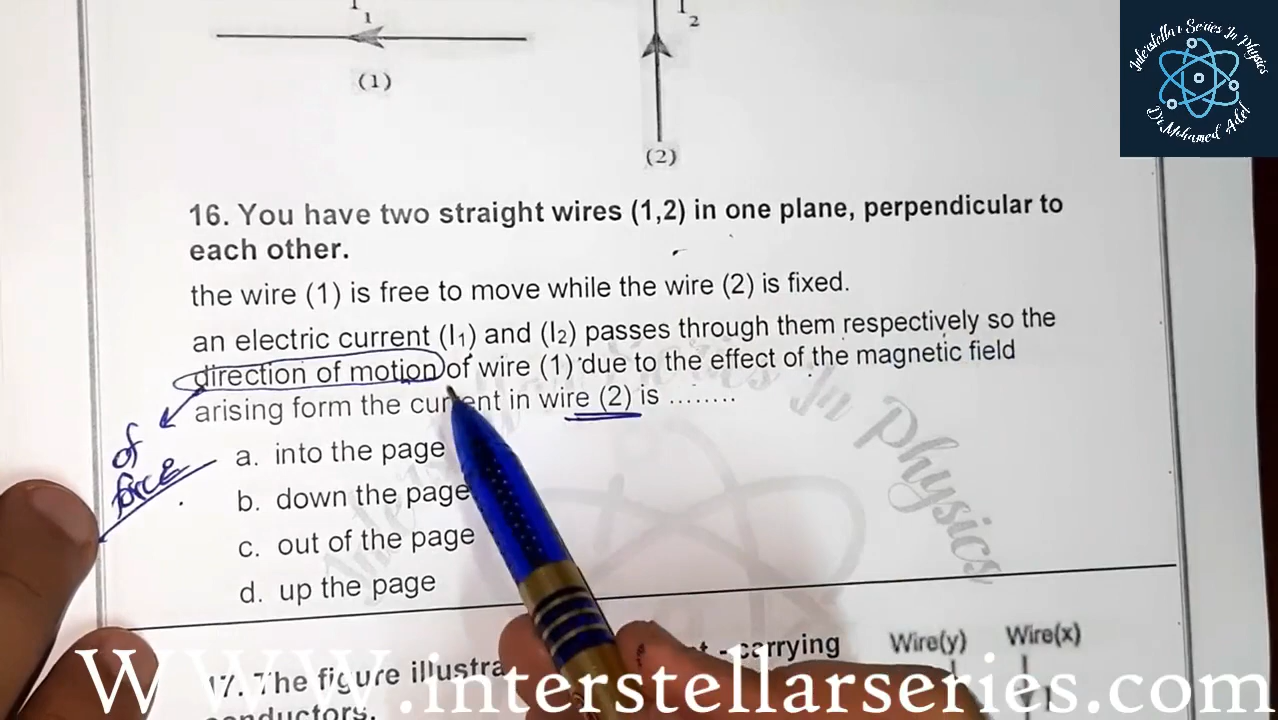 I1
I2
(1)
(2)
Interstellar Series In Physics
Dr.Mohamed Adel
16. You have two straight wires (1,2) in one plane, perpendicular to
each other.
the wire (1) is free to move while the wire (2) is fixed.
an electric current (I1) and (I2) passes through them respectively so the
direction of motion of wire (1) due to the effect of the magnetic field
arising form the current in wire (2) is ........
of
force
a. into the page
b. down the page
c. out of the page
d. up the page
Interstellar Series In Physics
17. The figure illustra
- carrying
conductors.
Wire(y) Wire(x)
WWW.interstellarseries.com